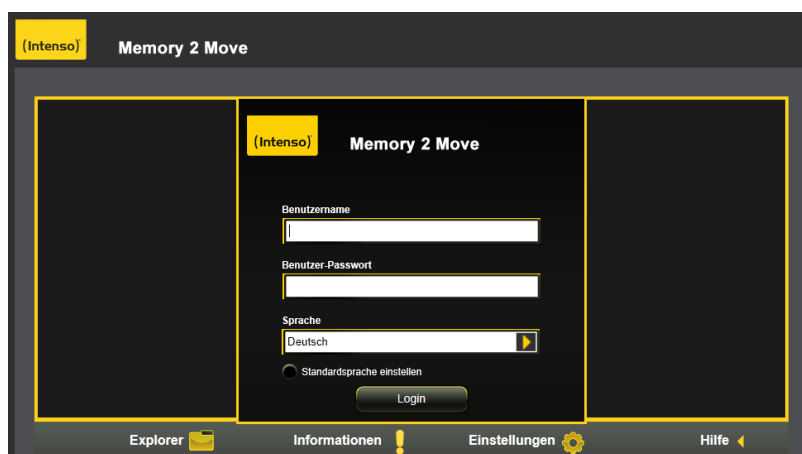 (Intenso)
Memory 2 Move
(Intenso)
Memory 2 Move
Benutzername
Benutzer-Passwort
Sprache
Deutsch
Standardsprache einstellen
Login
Explorer
Informationen
Einstellungen
Hilfe